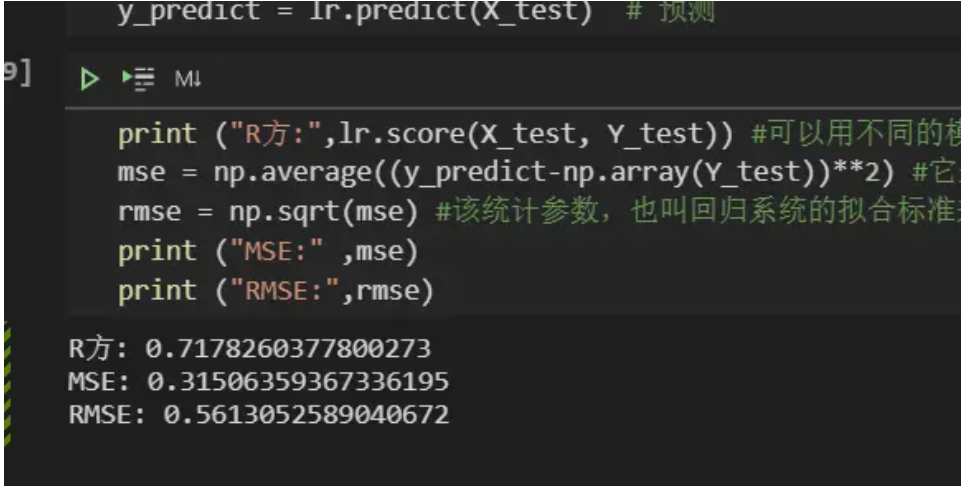 y_predict = lr.predict(X_test)  # 预测
9]
M↓
print ("R方:",lr.score(X_test, Y_test)) #可以用不同的
mse = np.average((y_predict-np.array(Y_test))**2) #它
rmse = np.sqrt(mse) #该统计参数，也叫回归系统的拟合标准
print ("MSE:" ,mse)
print ("RMSE:",rmse)
R方: 0.7178260377800273
MSE: 0.31506359367336195
RMSE: 0.5613052589040672